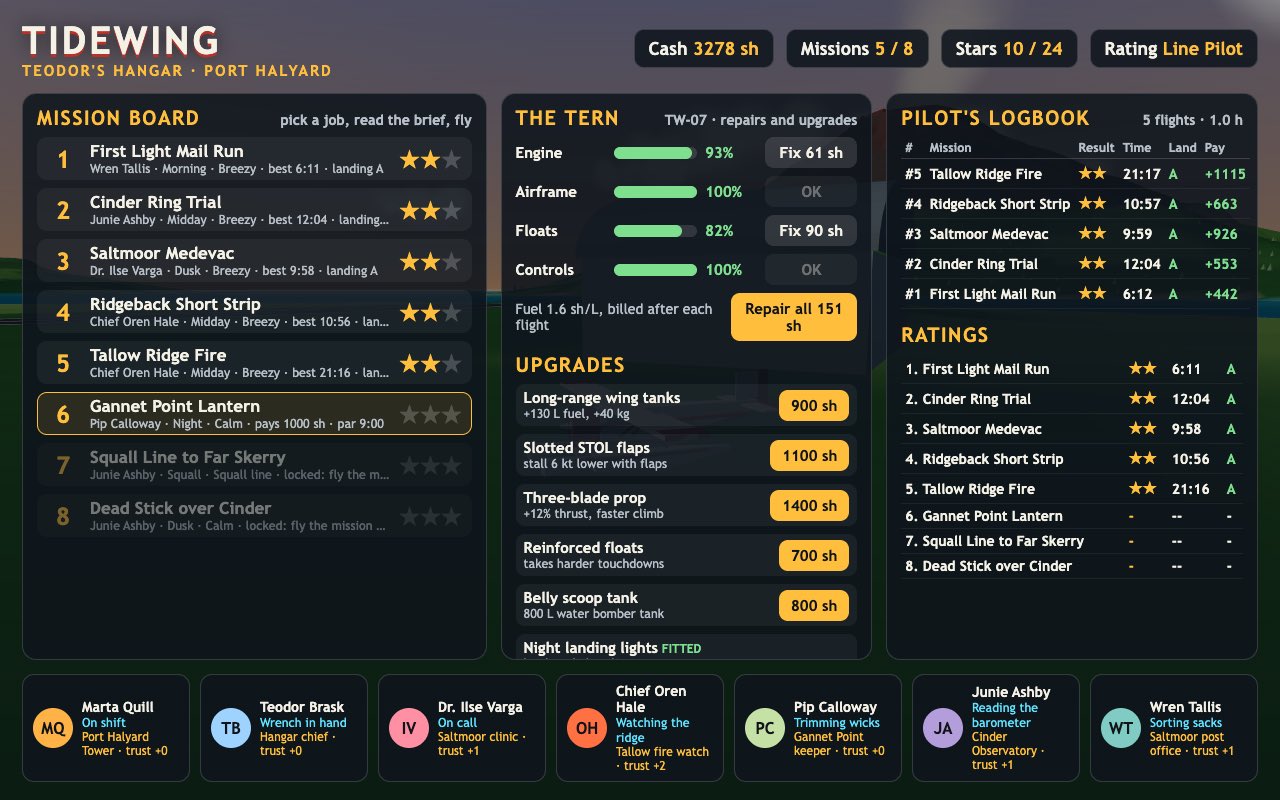 TIDEWING
TEODOR'S HANGAR · PORT HALYARD
Cash 3278 sh
Missions 5 / 8
Stars 10 / 24
Rating Line Pilot
MISSION BOARD
pick a job, read the brief, fly
1
First Light Mail Run
Wren Tallis · Morning · Breezy · best 6:11 · landing A
2
Cinder Ring Trial
Junie Ashby · Midday · Breezy · best 12:04 · landing...
3
Saltmoor Medevac
Dr. Ilse Varga · Dusk · Breezy · best 9:58 · landing A
4
Ridgeback Short Strip
Chief Oren Hale · Midday · Breezy · best 10:56 · lan...
5
Tallow Ridge Fire
Chief Oren Hale · Midday · Breezy · best 21:16 · lan...
6
Gannet Point Lantern
Pip Calloway · Night · Calm · pays 1000 sh · par 9:00
7
Squall Line to Far Skerry
Junie Ashby · Squall · Squall line · locked: fly the m...
8
Dead Stick over Cinder
Junie Ashby · Dusk · Calm · locked: fly the mission ...
THE TERN
TW-07 · repairs and upgrades
Engine 93% Fix 61 sh
Airframe 100% OK
Floats 82% Fix 90 sh
Controls 100% OK
Fuel 1.6 sh/L, billed after each
flight
Repair all 151
sh
UPGRADES
Long-range wing tanks
+130 L fuel, +40 kg
900 sh
Slotted STOL flaps
stall 6 kt lower with flaps
1100 sh
Three-blade prop
+12% thrust, faster climb
1400 sh
Reinforced floats
takes harder touchdowns
700 sh
Belly scoop tank
800 L water bomber tank
800 sh
Night landing lights FITTED
PILOT'S LOGBOOK
5 flights · 1.0 h
# Mission Result Time Land Pay
#5 Tallow Ridge Fire ★★ 21:17 A +1115
#4 Ridgeback Short Strip ★★ 10:57 A +663
#3 Saltmoor Medevac ★★ 9:59 A +926
#2 Cinder Ring Trial ★★ 12:04 A +553
#1 First Light Mail Run ★★ 6:12 A +442
RATINGS
1. First Light Mail Run ★★ 6:11 A
2. Cinder Ring Trial ★★ 12:04 A
3. Saltmoor Medevac ★★ 9:58 A
4. Ridgeback Short Strip ★★ 10:56 A
5. Tallow Ridge Fire ★★ 21:16 A
6. Gannet Point Lantern - -- -
7. Squall Line to Far Skerry - -- -
8. Dead Stick over Cinder - -- -
MQ
Marta Quill
On shift
Port Halyard
Tower · trust +0
TB
Teodor Brask
Wrench in hand
Hangar chief ·
trust +0
IV
Dr. Ilse Varga
On call
Saltmoor clinic ·
trust +1
OH
Chief Oren
Hale
Watching the
ridge
Tallow fire watch
· trust +2
PC
Pip Calloway
Trimming wicks
Gannet Point
keeper · trust +0
JA
Junie Ashby
Reading the
barometer
Cinder
Observatory ·
trust +1
WT
Wren Tallis
Sorting sacks
Saltmoor post
office · trust +1